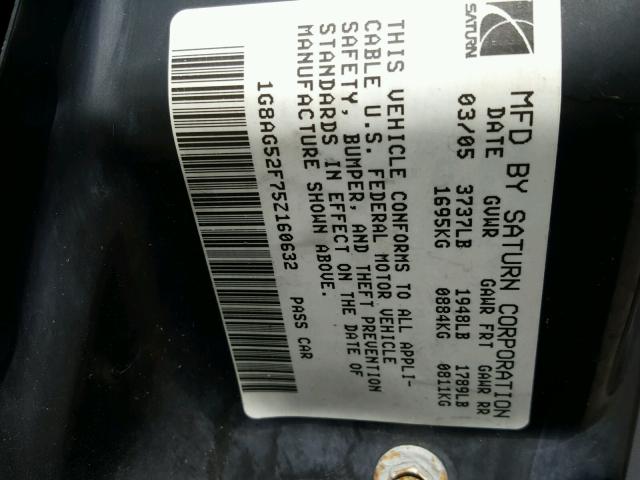 SATURN
MFD BY SATURN CORPORATION
DATE GVWR GAWR FRT GAWR RR
03/05 3737LB 1948LB 1789LB
1695KG 0884KG 0811KG
THIS VEHICLE CONFORMS TO ALL APPLI-
CABLE U.S. FEDERAL MOTOR VEHICLE
SAFETY, BUMPER, AND THEFT PREVENTION
STANDARDS IN EFFECT ON THE DATE OF
MANUFACTURE SHOWN ABOVE.
1G8AG52F75Z160632 PASS CAR